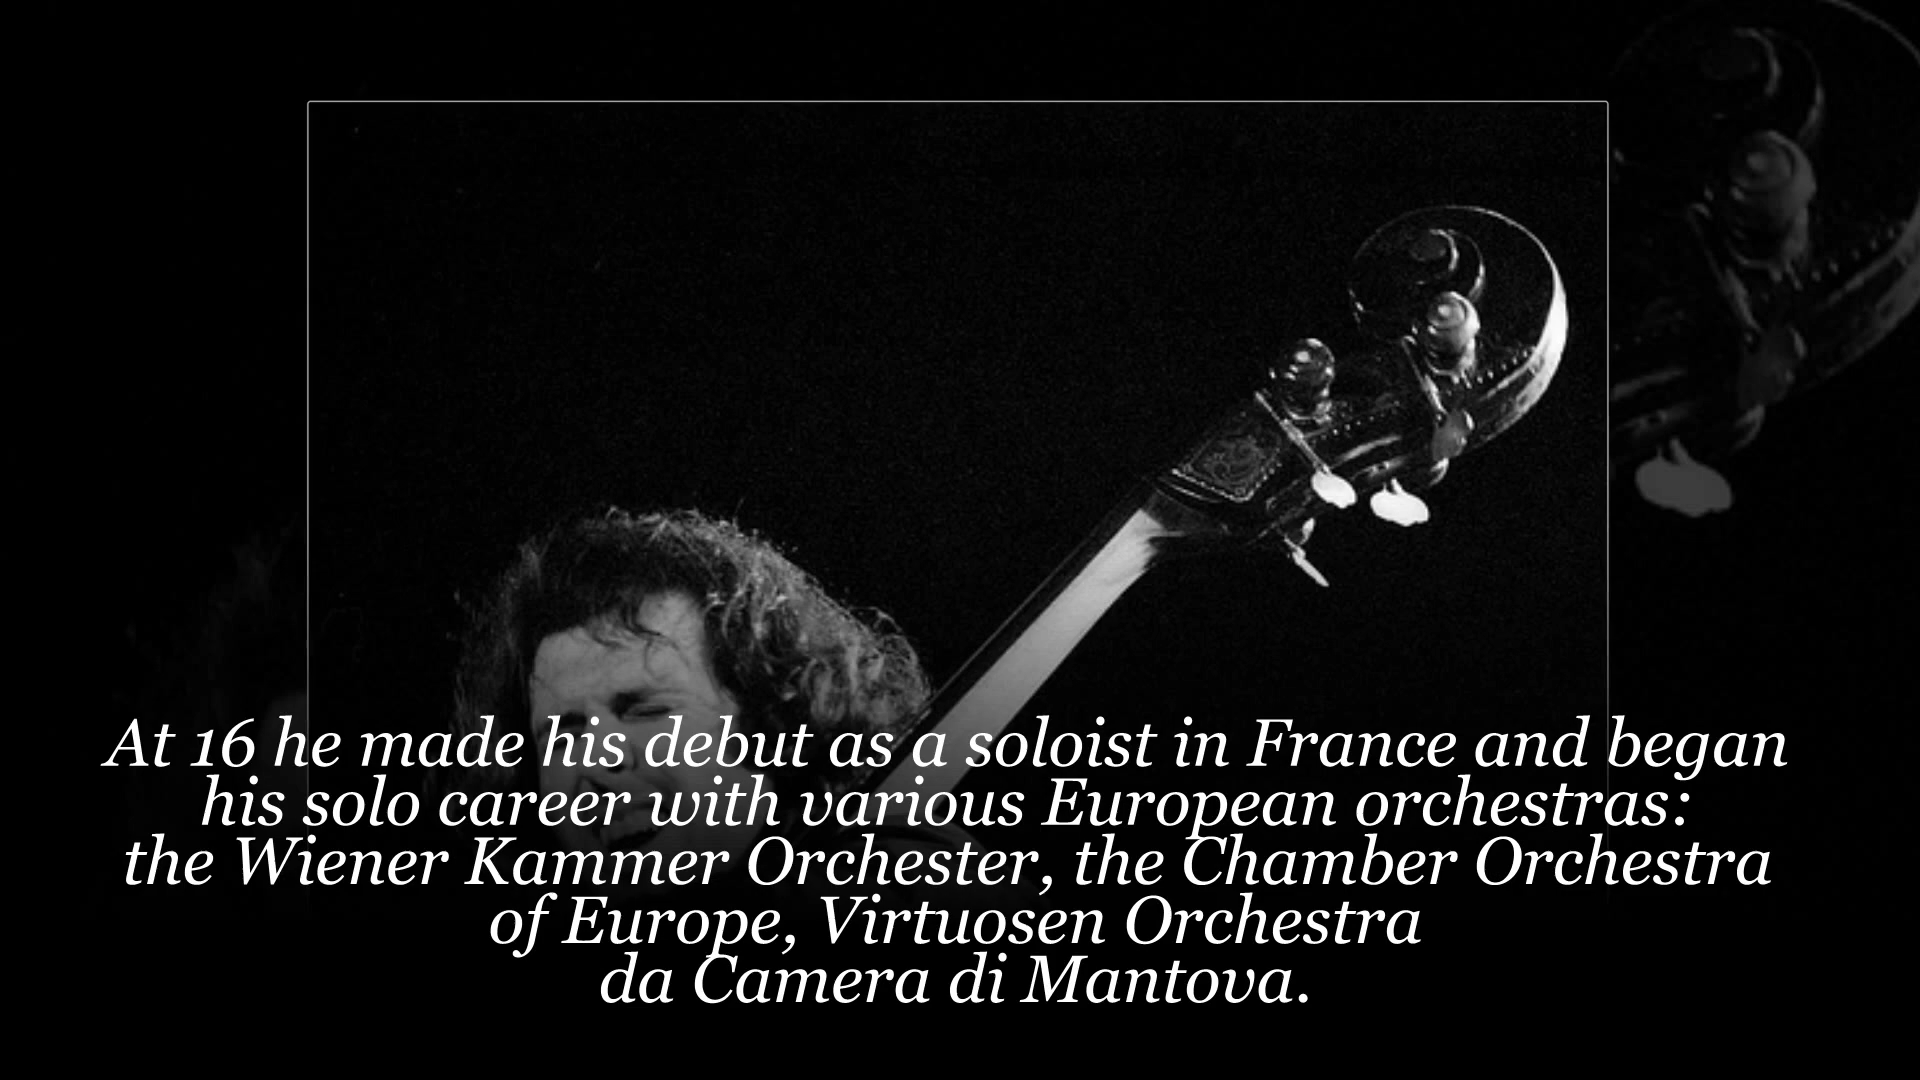 At 16 he made his debut as a soloist in France and began
his solo career with various European orchestras:
the Wiener Kammer Orchester, the Chamber Orchestra
of Europe, Virtuosen Orchestra
da Camera di Mantova.